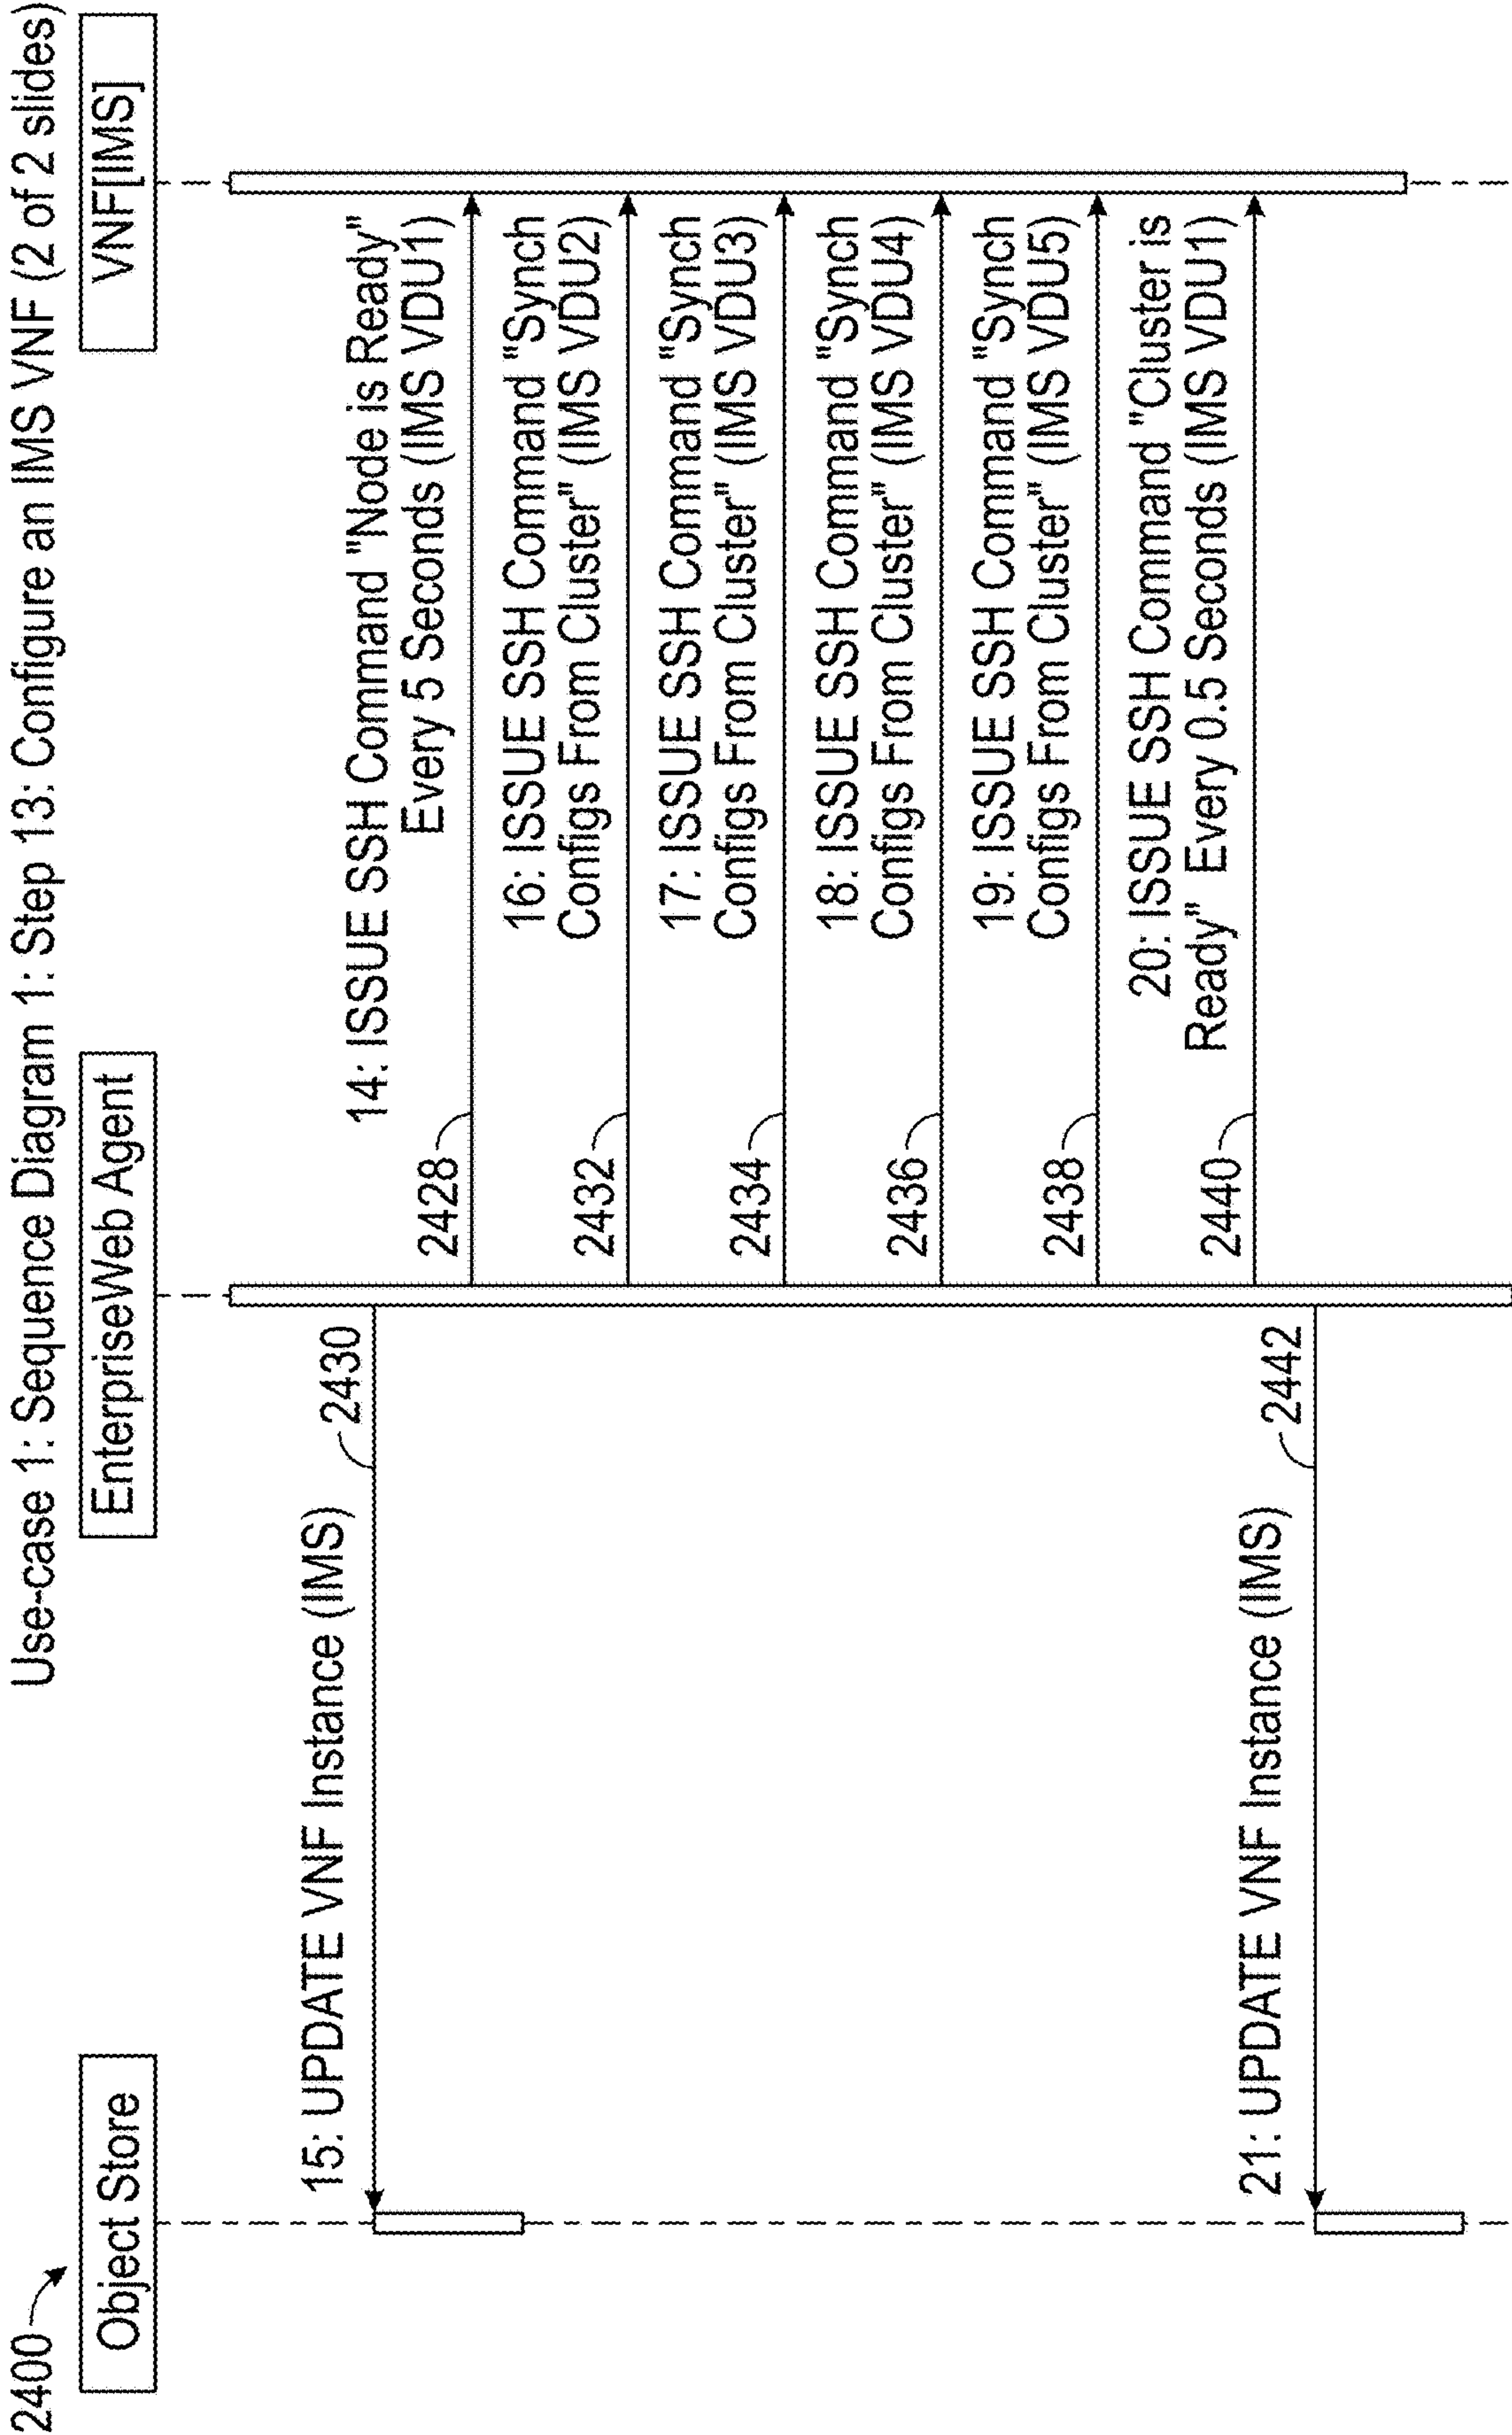 2400
Use-case 1: Sequence Diagram 1: Step 13: Configure an IMS VNF (2 of 2 slides)
Object Store
EnterpriseWeb Agent
VNF[IMS]
14: ISSUE SSH Command "Node is Ready"
Every 5 Seconds (IMS VDU1)
2428
15: UPDATE VNF Instance (IMS)
2430
16: ISSUE SSH Command "Synch
Configs From Cluster" (IMS VDU2)
2432
17: ISSUE SSH Command "Synch
Configs From Cluster" (IMS VDU3)
2434
18: ISSUE SSH Command "Synch
Configs From Cluster" (IMS VDU4)
2436
19: ISSUE SSH Command "Synch
Configs From Cluster" (IMS VDU5)
2438
20: ISSUE SSH Command "Cluster is
Ready" Every 0.5 Seconds (IMS VDU1)
2440
21: UPDATE VNF Instance (IMS)
2442